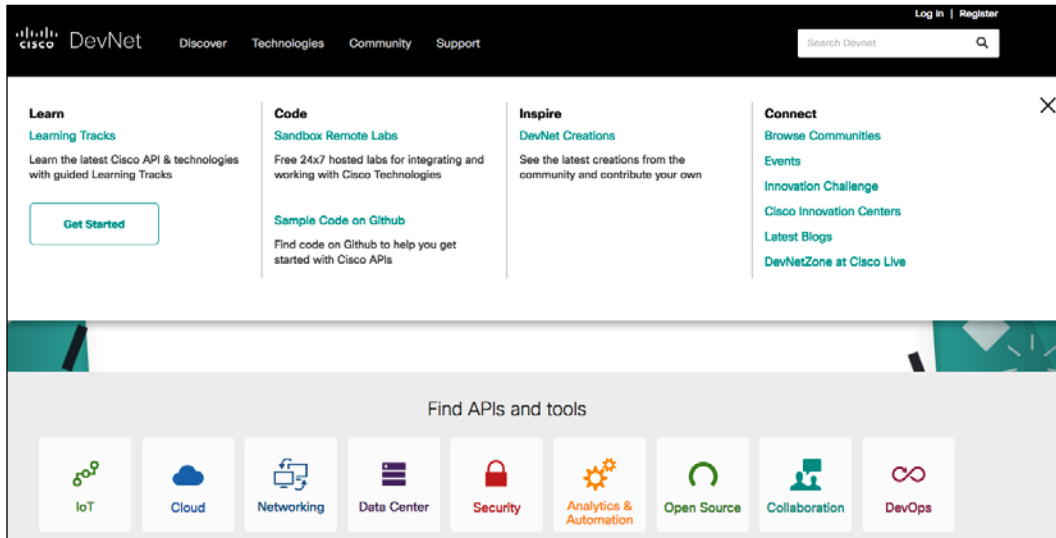 Log In | Register
cisco DevNet Discover Technologies Community Support
Search Devnet
Learn
Learning Tracks
Learn the latest Cisco API & technologies
with guided Learning Tracks
Get Started
Code
Sandbox Remote Labs
Free 24x7 hosted labs for integrating and
working with Cisco Technologies
Sample Code on Github
Find code on Github to help you get
started with Cisco APIs
Inspire
DevNet Creations
See the latest creations from the
community and contribute your own
Connect
Browse Communities
Events
Innovation Challenge
Cisco Innovation Centers
Latest Blogs
DevNetZone at Cisco Live
Find APIs and tools
IoT
Cloud
Networking
Data Center
Security
Analytics &
Automation
Open Source
Collaboration
DevOps